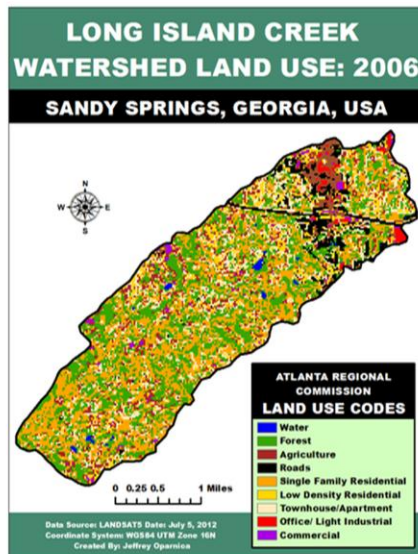 LONG ISLAND CREEK
WATERSHED LAND USE: 2006
SANDY SPRINGS, GEORGIA, USA
N
W E
S
ATLANTA REGIONAL
COMMISSION
LAND USE CODES
Water
Forest
Agriculture
Roads
Single Family Residential
Low Density Residential
Townhouse/Apartment
Office/ Light Industrial
Commercial
0 0.25 0.5 1 Miles
Data Source: LANDSAT5 Date: July 5, 2012
Coordinate System: WGS84 UTM Zone 16N
Created By: Jeffrey Oparnica